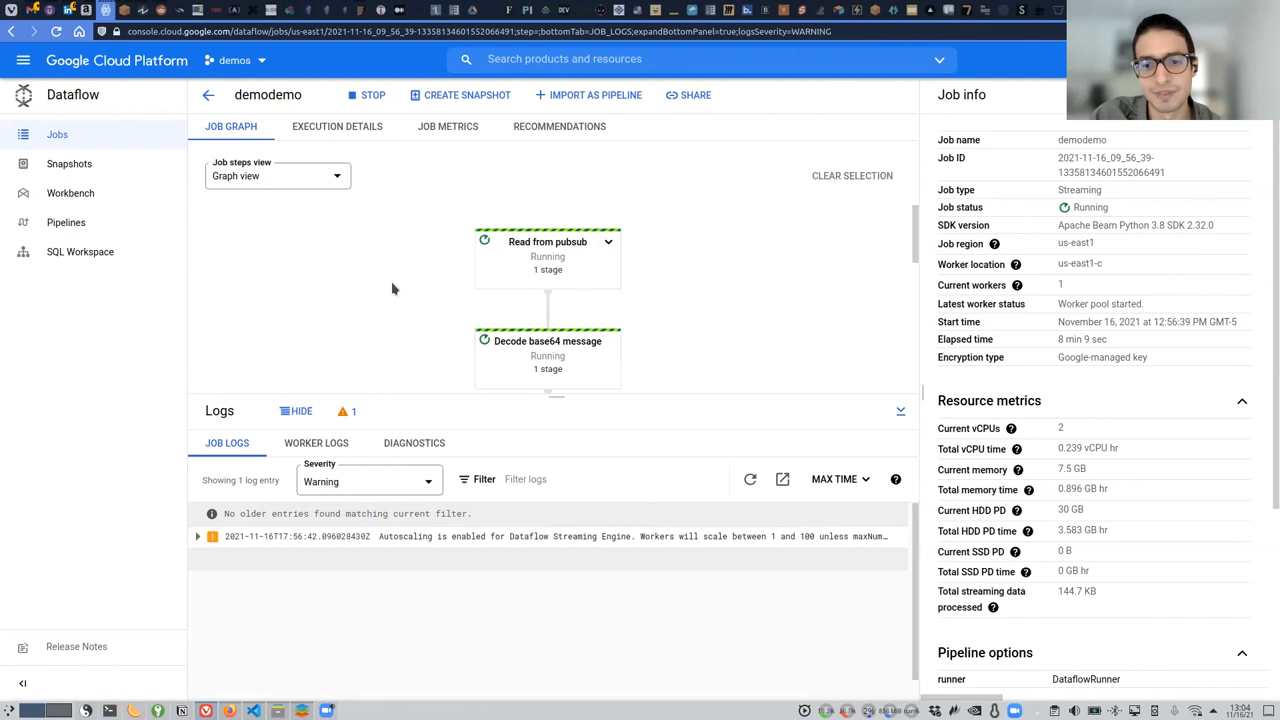 console.cloud.google.com/dataflow/jobs/us-east1/2021-11-16_09_56_39-13358134601552066491;step=;bottomTab=JOB_LOGS;expandBottomPanel=true;logsSeverity=WARNING
Google Cloud Platform
demos
Search products and resources
Dataflow
demodemo
STOP
CREATE SNAPSHOT
IMPORT AS PIPELINE
SHARE
Jobs
Snapshots
Workbench
Pipelines
SQL Workspace
Release Notes
JOB GRAPH
EXECUTION DETAILS
JOB METRICS
RECOMMENDATIONS
Job steps view
Graph view
CLEAR SELECTION
Read from pubsub
Running
1 stage
Decode base64 message
Running
1 stage
Logs
HIDE
1
JOB LOGS
WORKER LOGS
DIAGNOSTICS
Showing 1 log entry
Severity
Warning
Filter
Filter logs
MAX TIME
No older entries found matching current filter.
2021-11-16T17:56:42.096028430Z Autoscaling is enabled for Dataflow Streaming Engine. Workers will scale between 1 and 100 unless maxNum…
Job info
Job name demodemo
Job ID 2021-11-16_09_56_39-
13358134601552066491
Job type Streaming
Job status Running
SDK version Apache Beam Python 3.8 SDK 2.32.0
Job region us-east1
Worker location us-east1-c
Current workers 1
Latest worker status Worker pool started.
Start time November 16, 2021 at 12:56:39 PM GMT-5
Elapsed time 8 min 9 sec
Encryption type Google-managed key
Resource metrics
Current vCPUs 2
Total vCPU time 0.239 vCPU hr
Current memory 7.5 GB
Total memory time 0.896 GB hr
Current HDD PD 30 GB
Total HDD PD time 3.583 GB hr
Current SSD PD 0 B
Total SSD PD time 0 GB hr
Total streaming data
processed 144.7 KB
Pipeline options
runner DataflowRunner
13:04
11/16/21